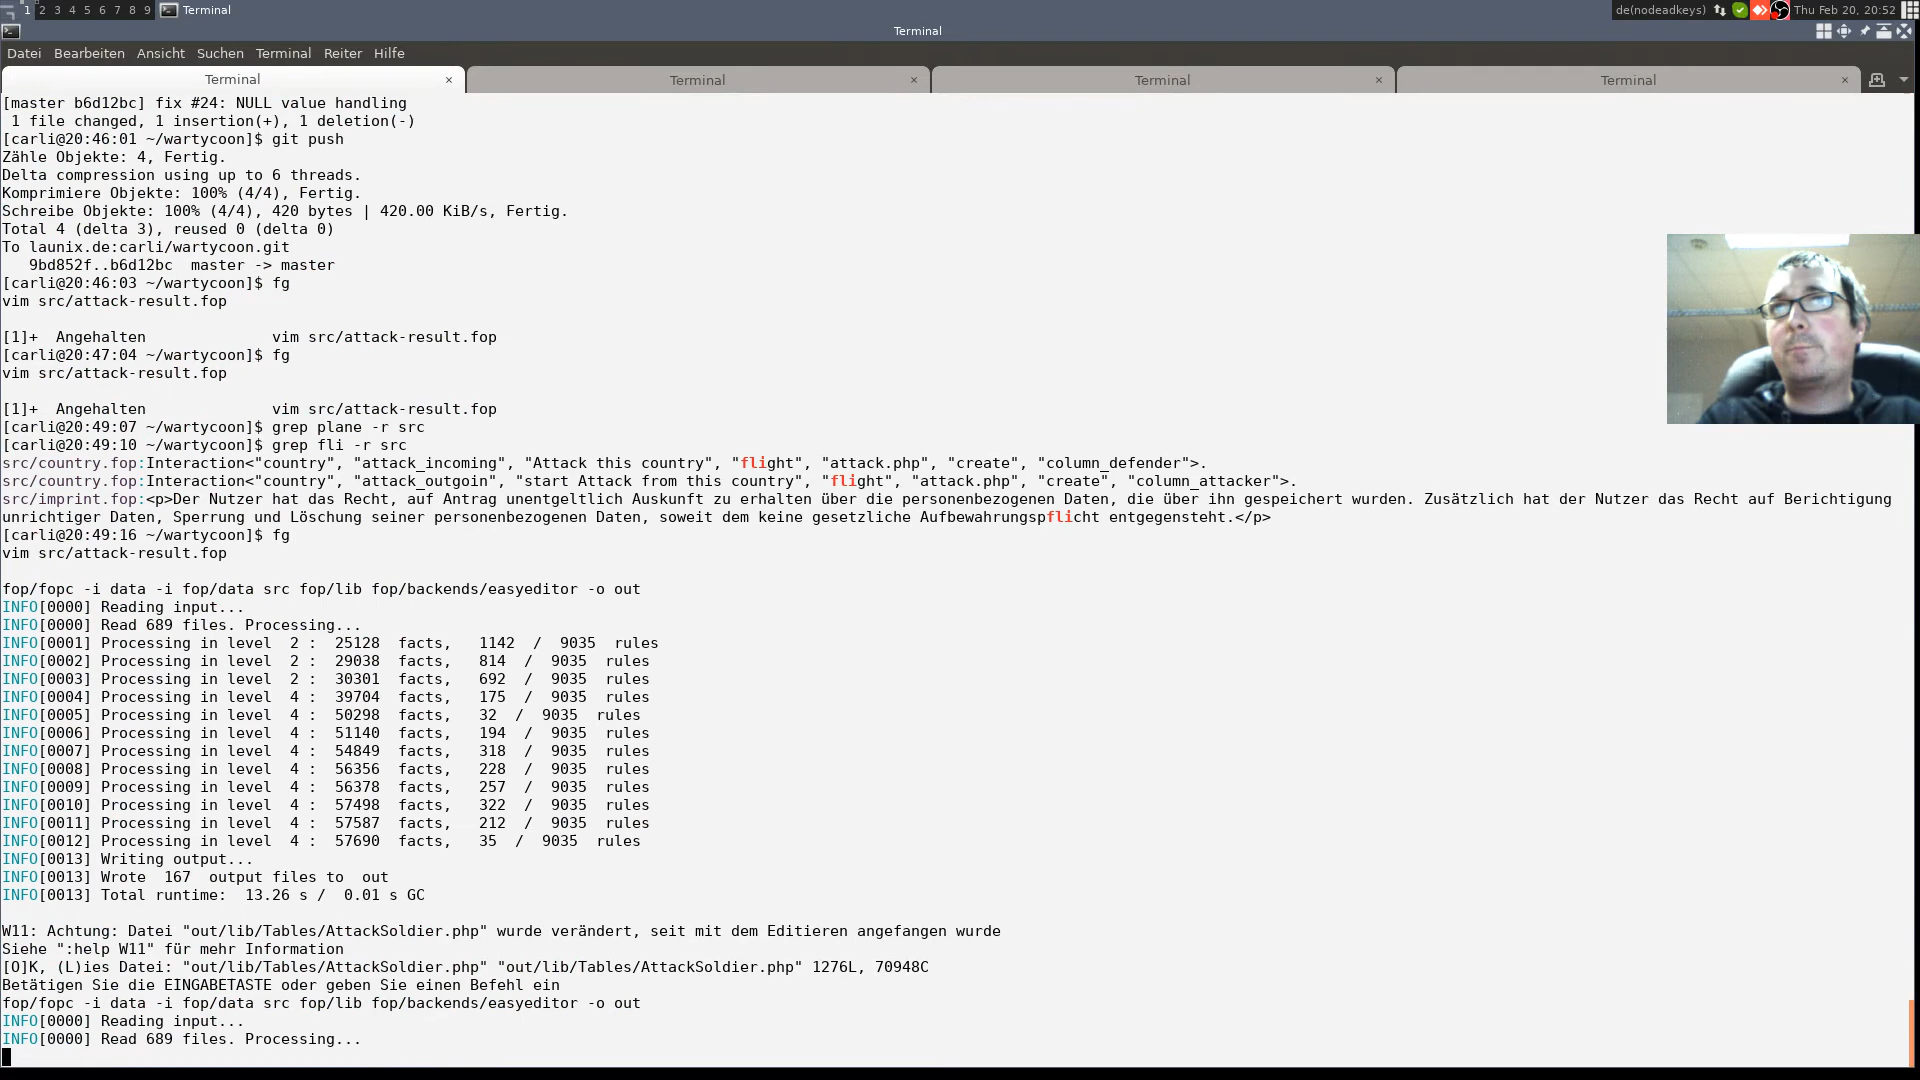 1 2 3 4 5 6 7 8 9 Terminal de(nodeadkeys) Thu Feb 20, 20:52
Terminal
Datei Bearbeiten Ansicht Suchen Terminal Reiter Hilfe
Terminal × Terminal × Terminal × Terminal ×
[master b6d12bc] fix #24: NULL value handling
 1 file changed, 1 insertion(+), 1 deletion(-)
[carli@20:46:01 ~/wartycoon]$ git push
Zähle Objekte: 4, Fertig.
Delta compression using up to 6 threads.
Komprimiere Objekte: 100% (4/4), Fertig.
Schreibe Objekte: 100% (4/4), 420 bytes | 420.00 KiB/s, Fertig.
Total 4 (delta 3), reused 0 (delta 0)
To launix.de:carli/wartycoon.git
   9bd852f..b6d12bc  master -> master
[carli@20:46:03 ~/wartycoon]$ fg
vim src/attack-result.fop
[1]+  Angehalten              vim src/attack-result.fop
[carli@20:47:04 ~/wartycoon]$ fg
vim src/attack-result.fop
[1]+  Angehalten              vim src/attack-result.fop
[carli@20:49:07 ~/wartycoon]$ grep plane -r src
[carli@20:49:10 ~/wartycoon]$ grep fli -r src
src/country.fop:Interaction<"country", "attack_incoming", "Attack this country", "flight", "attack.php", "create", "column_defender">.
src/country.fop:Interaction<"country", "attack_outgoin", "start Attack from this country", "flight", "attack.php", "create", "column_attacker">.
src/imprint.fop:<p>Der Nutzer hat das Recht, auf Antrag unentgeltlich Auskunft zu erhalten über die personenbezogenen Daten, die über ihn gespeichert wurden. Zusätzlich hat der Nutzer das Recht auf Berichtigung
unrichtiger Daten, Sperrung und Löschung seiner personenbezogenen Daten, soweit dem keine gesetzliche Aufbewahrungspflicht entgegensteht.</p>
[carli@20:49:16 ~/wartycoon]$ fg
vim src/attack-result.fop
fop/fopc -i data -i fop/data src fop/lib fop/backends/easyeditor -o out
INFO[0000] Reading input...
INFO[0000] Read 689 files. Processing...
INFO[0001] Processing in level  2 :  25128  facts,   1142  /  9035  rules
INFO[0002] Processing in level  2 :  29038  facts,   814  /  9035  rules
INFO[0003] Processing in level  2 :  30301  facts,   692  /  9035  rules
INFO[0004] Processing in level  4 :  39704  facts,   175  /  9035  rules
INFO[0005] Processing in level  4 :  50298  facts,   32  /  9035  rules
INFO[0006] Processing in level  4 :  51140  facts,   194  /  9035  rules
INFO[0007] Processing in level  4 :  54849  facts,   318  /  9035  rules
INFO[0008] Processing in level  4 :  56356  facts,   228  /  9035  rules
INFO[0009] Processing in level  4 :  56378  facts,   257  /  9035  rules
INFO[0010] Processing in level  4 :  57498  facts,   322  /  9035  rules
INFO[0011] Processing in level  4 :  57587  facts,   212  /  9035  rules
INFO[0012] Processing in level  4 :  57690  facts,   35  /  9035  rules
INFO[0013] Writing output...
INFO[0013] Wrote  167  output files to  out
INFO[0013] Total runtime:  13.26 s /  0.01 s GC
W11: Achtung: Datei "out/lib/Tables/AttackSoldier.php" wurde verändert, seit mit dem Editieren angefangen wurde
Siehe ":help W11" für mehr Information
[O]K, (L)ies Datei: "out/lib/Tables/AttackSoldier.php" "out/lib/Tables/AttackSoldier.php" 1276L, 70948C
Betätigen Sie die EINGABETASTE oder geben Sie einen Befehl ein
fop/fopc -i data -i fop/data src fop/lib fop/backends/easyeditor -o out
INFO[0000] Reading input...
INFO[0000] Read 689 files. Processing...